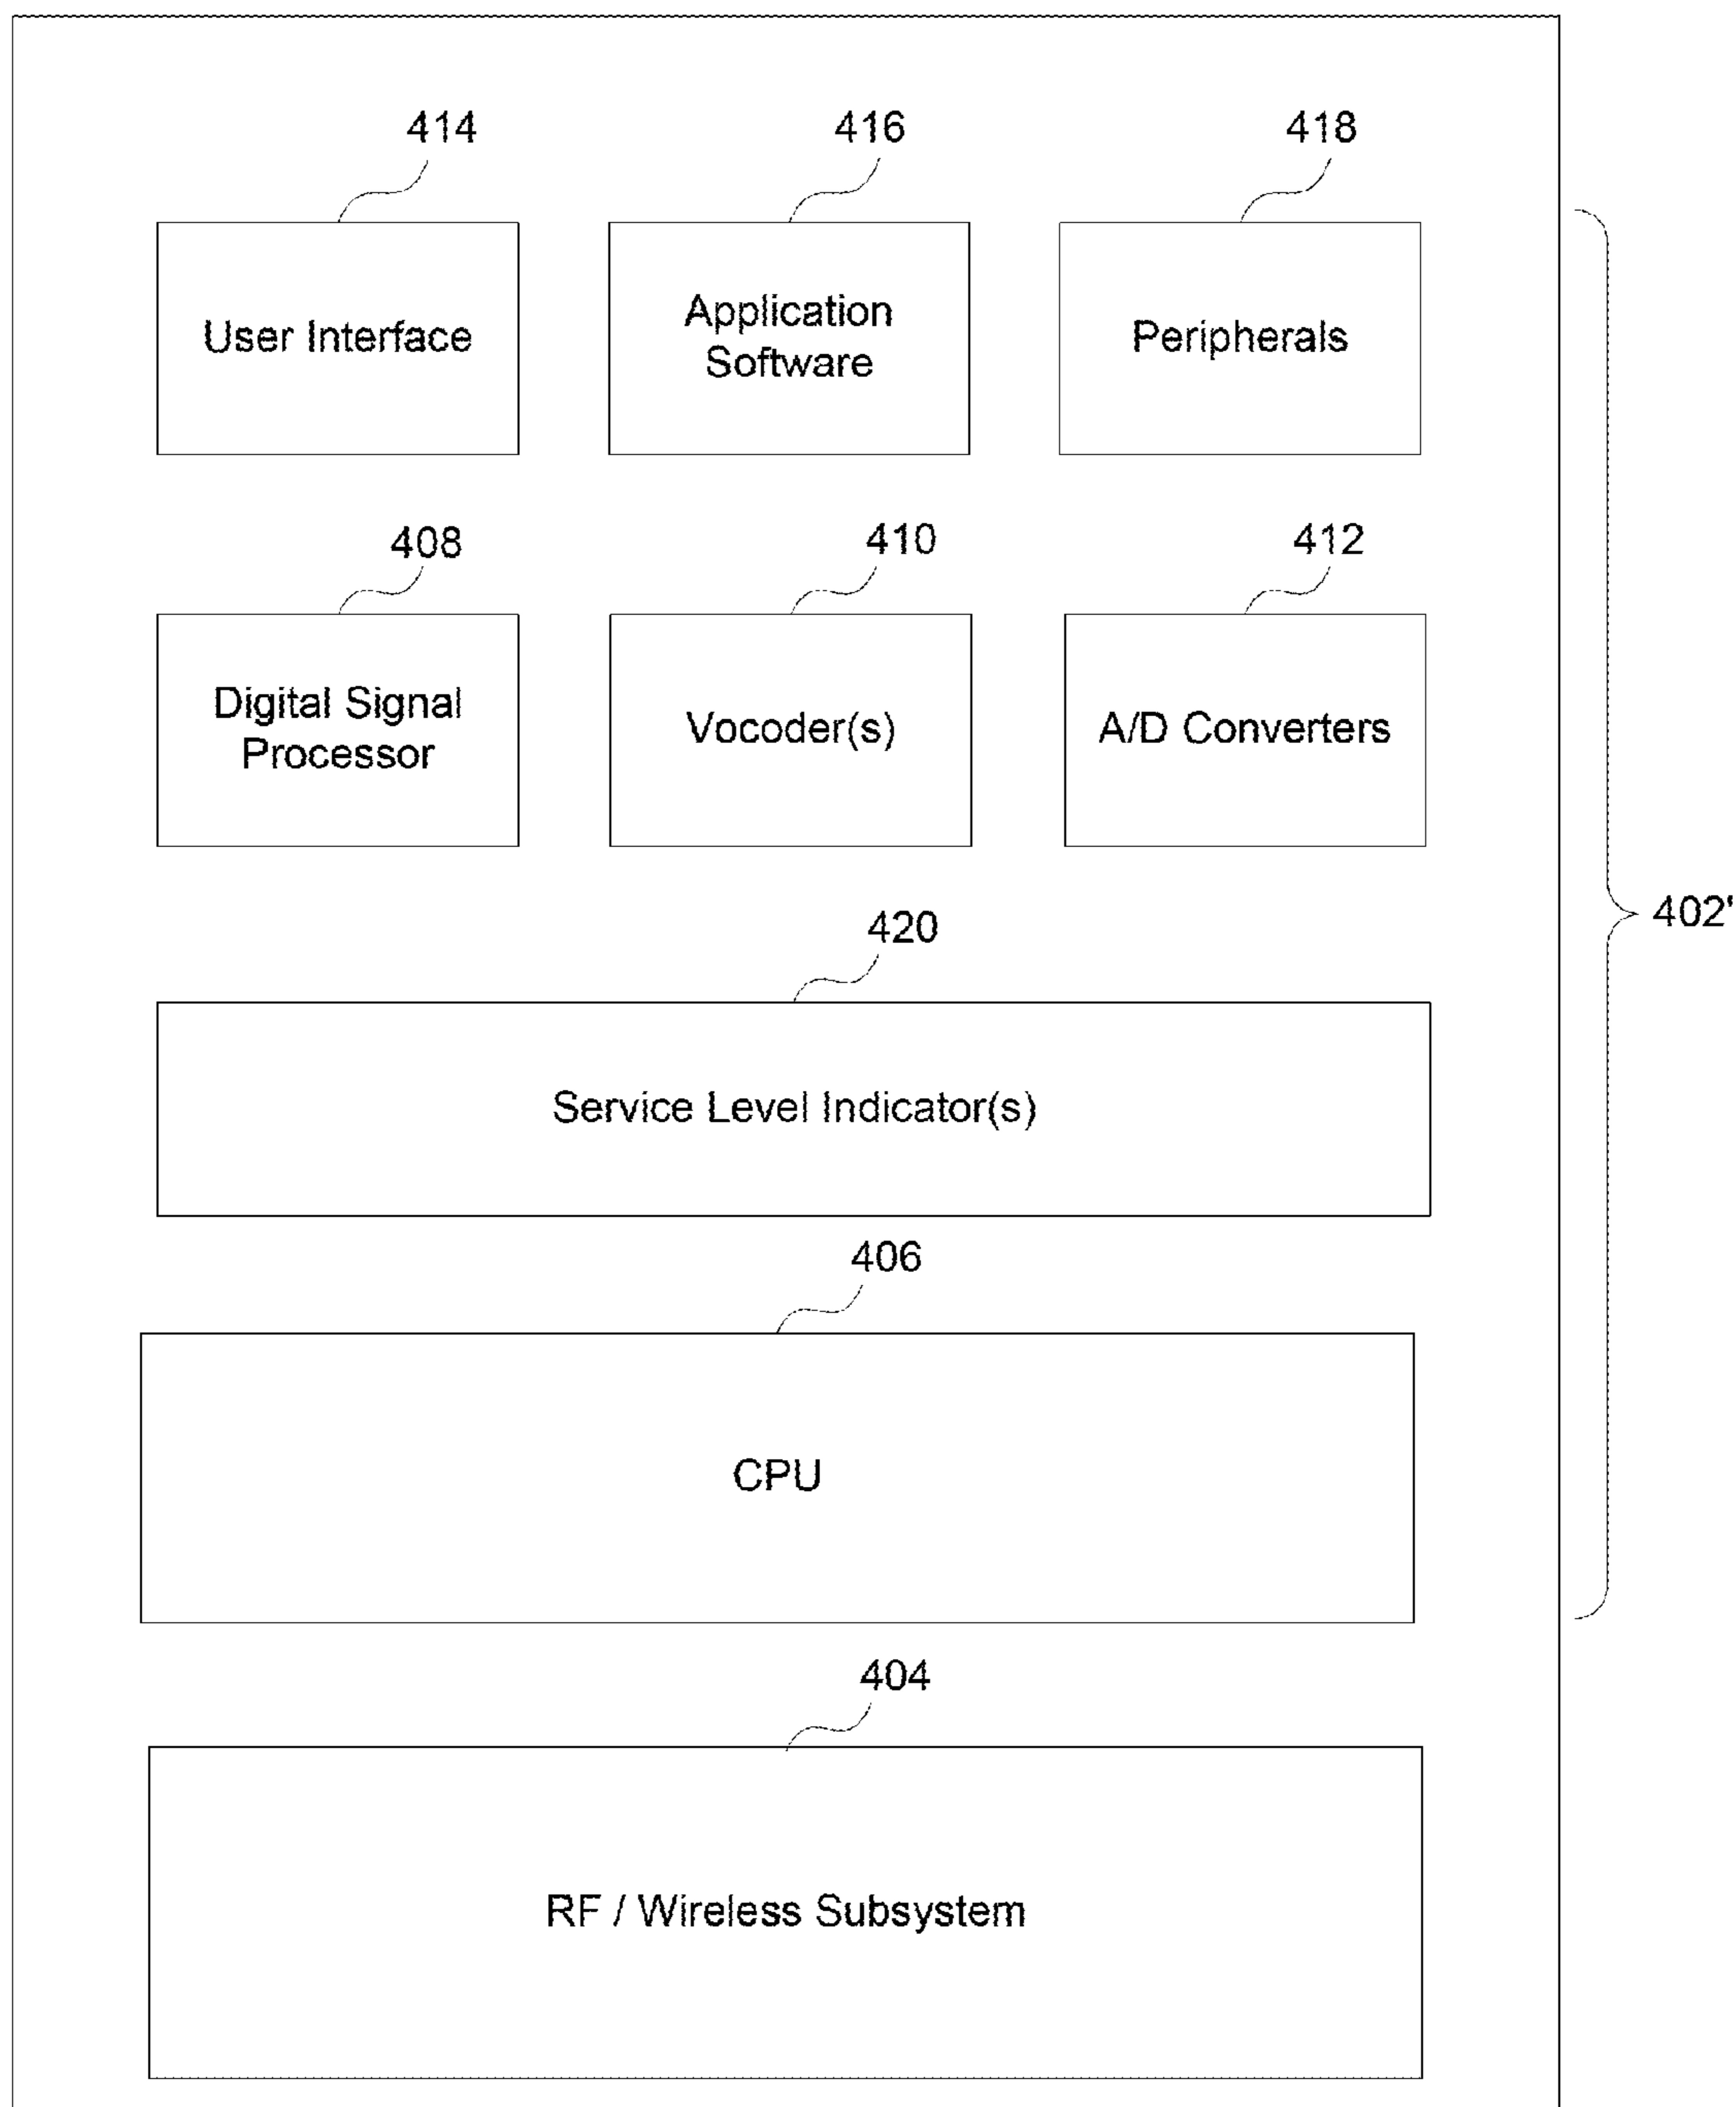 414
416
418
User Interface
Application
Software
Peripherals
408
410
412
Digital Signal
Processor
Vocoder(s)
A/D Converters
402'
420
Service Level Indicator(s)
406
CPU
404
RF / Wireless Subsystem